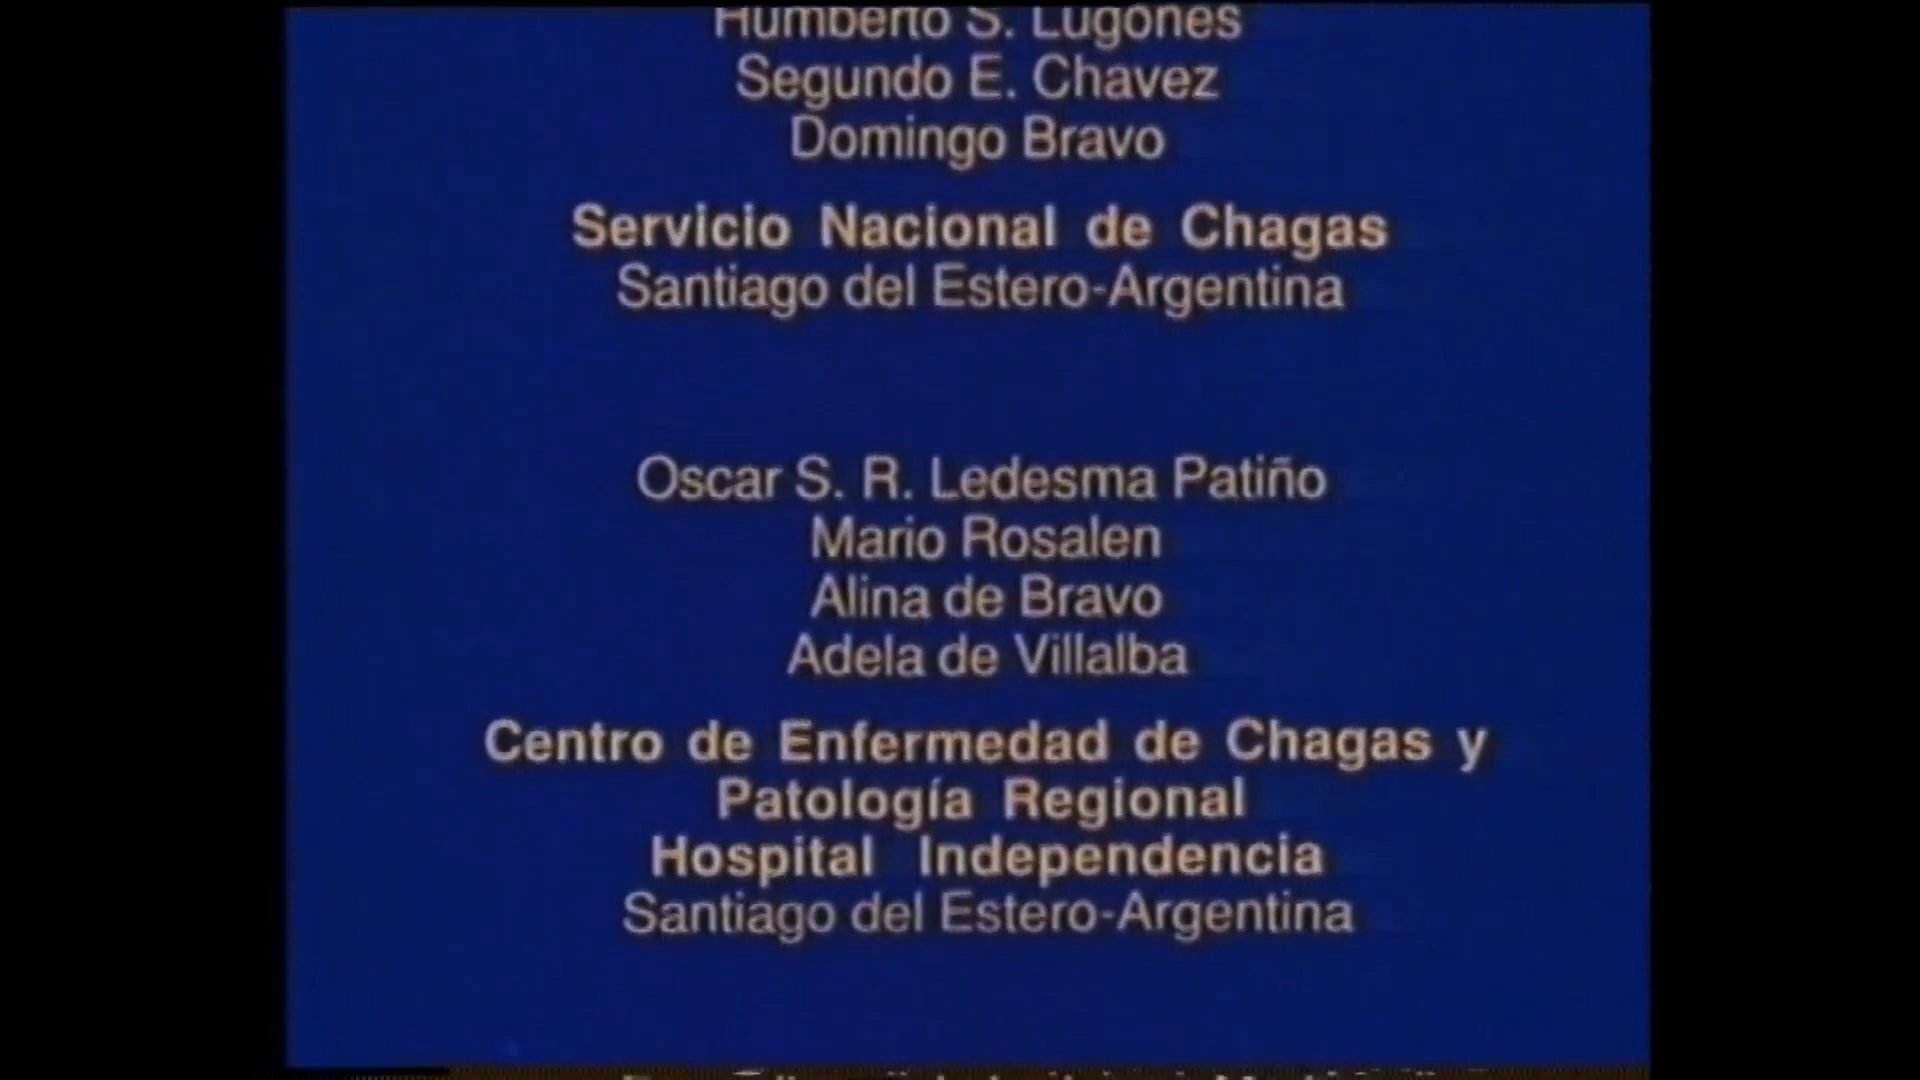 Humberto S. Lugones
Segundo E. Chavez
Domingo Bravo
Servicio Nacional de Chagas
Santiago del Estero-Argentina
Oscar S. R. Ledesma Patiño
Mario Rosalen
Alina de Bravo
Adela de Villalba
Centro de Enfermedad de Chagas y
Patología Regional
Hospital Independencia
Santiago del Estero-Argentina